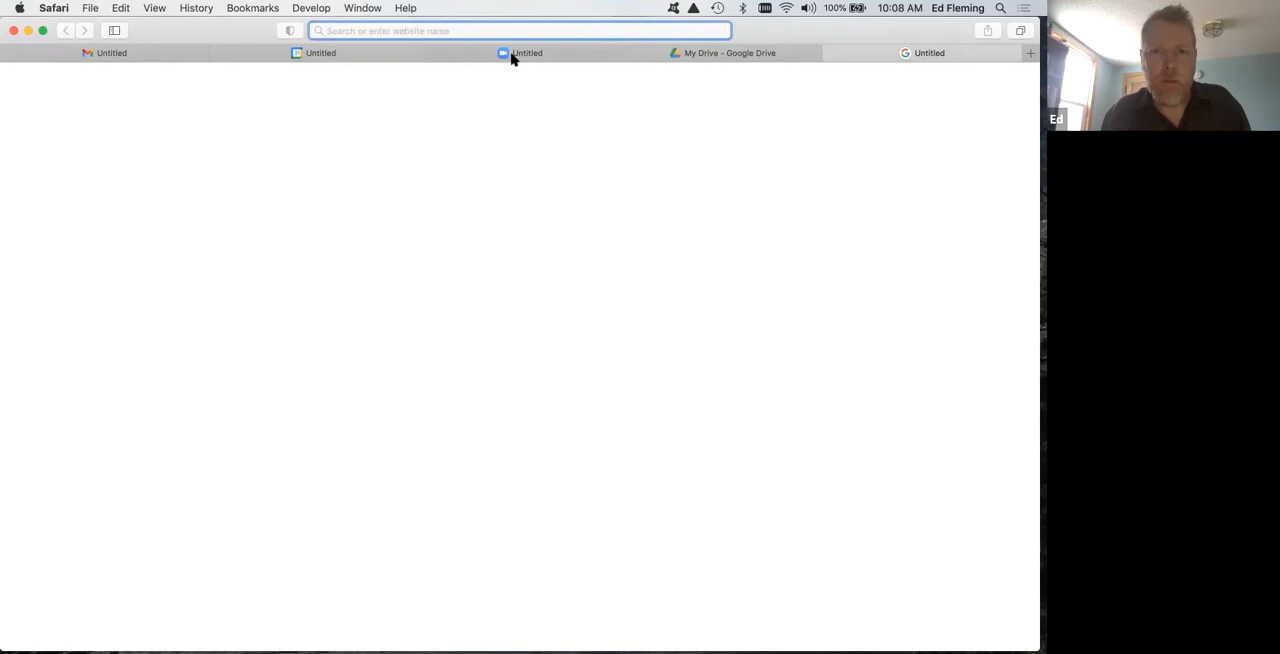 Safari File Edit View History Bookmarks Develop Window Help 100% 10:08 AM Ed Fleming
Search or enter website name
Untitled Untitled Untitled My Drive - Google Drive Untitled
Ed